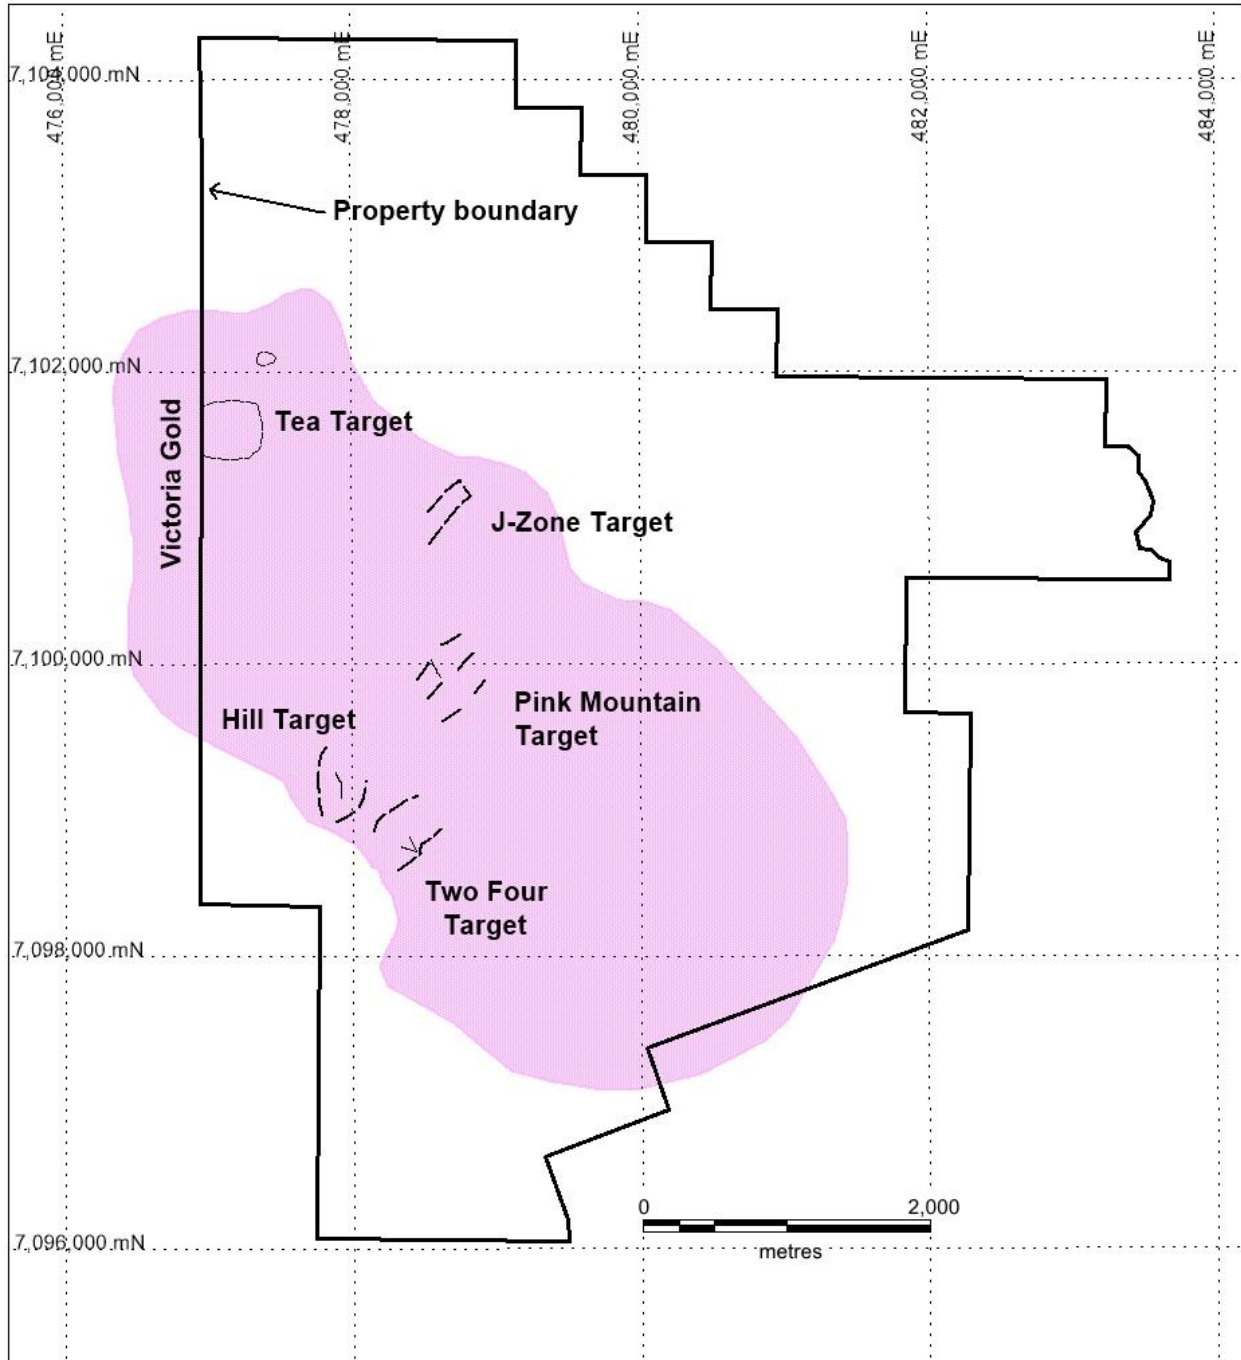 476,000 mE
478,000 mE
480,000 mE
482,000 mE
484,000 mE
7,104,000 mN
Property boundary
7,102,000 mN
Tea Target
Victoria Gold
J-Zone Target
7,100,000 mN
Pink Mountain
Target
Hill Target
Two Four
Target
7,098,000 mN
0 2,000
metres
7,096,000 mN